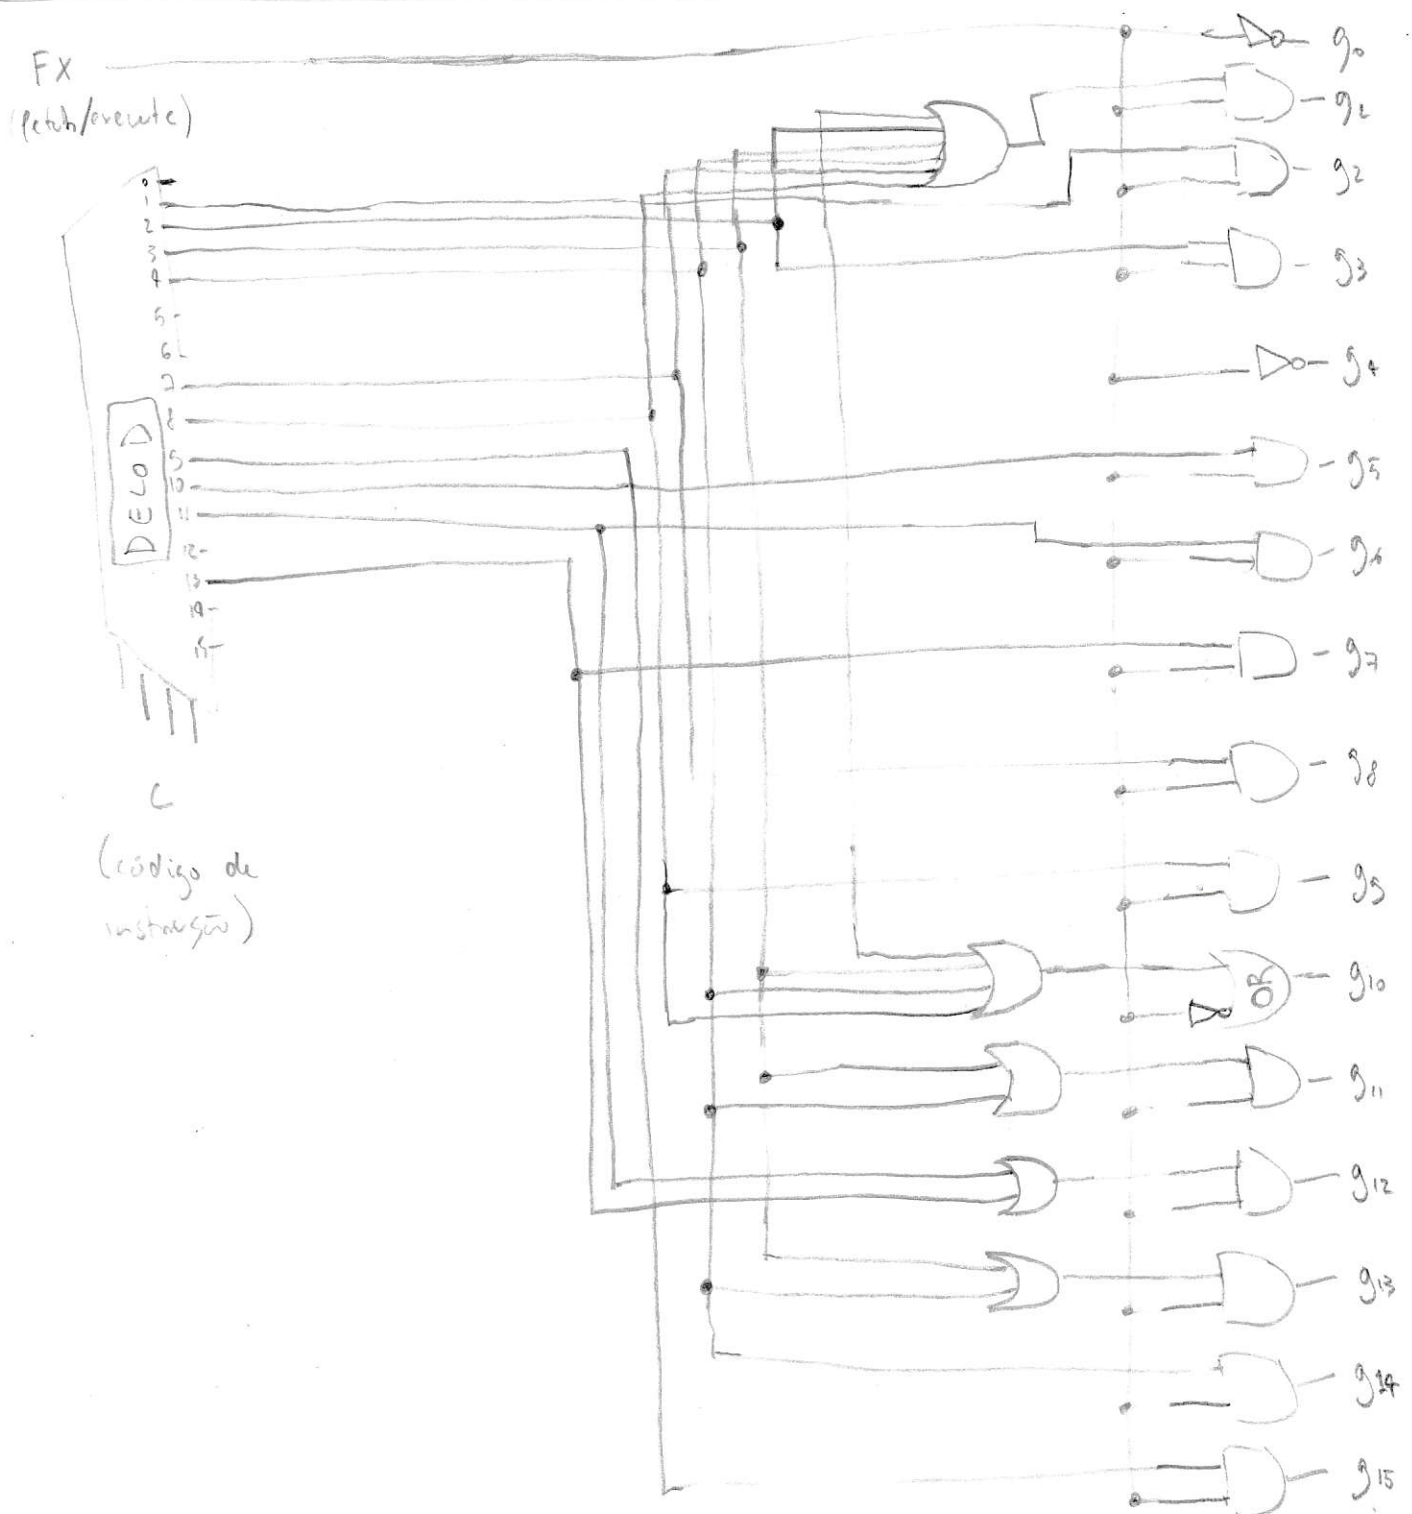 FX
(fetch/execute)
0
1
2
3
4
5
6
7
8
9
10
11
12
13
14
15
DECOD
C
(código de
instrução)
g0
g1
g2
g3
g4
g5
g6
g7
g8
g9
OR
g10
g11
g12
g13
g14
g15